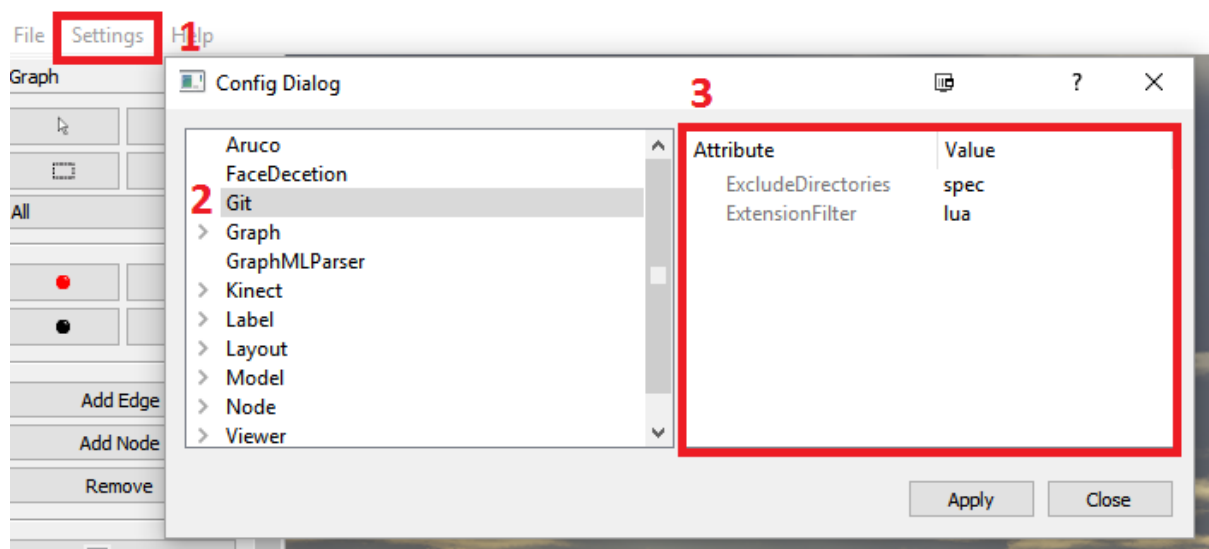 File Settings 1 Help
Graph
Config Dialog
3
?
Aruco
FaceDecetion
2 Git
Graph
GraphMLParser
Kinect
Label
Layout
Model
Node
Viewer
Attribute Value
ExcludeDirectories spec
ExtensionFilter lua
All
Add Edge
Add Node
Remove
Apply Close